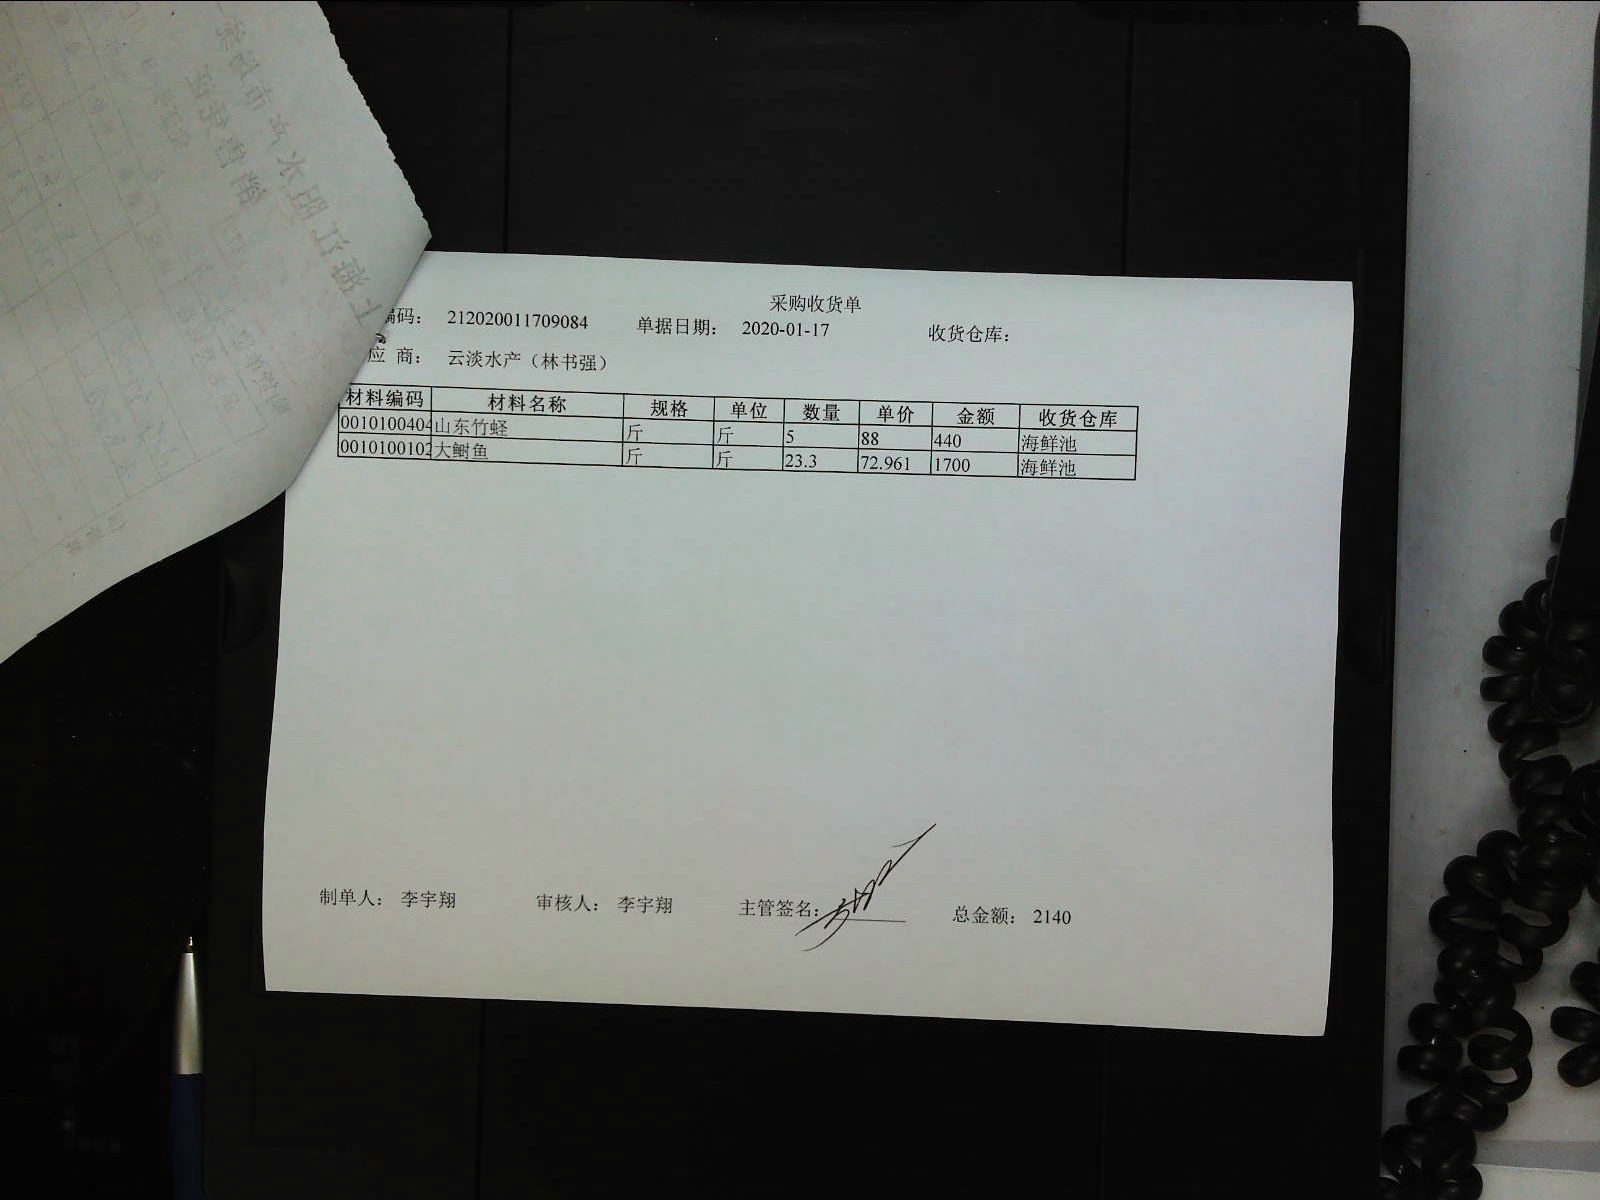 采购收货单
编码： 212020011709084 单据日期： 2020-01-17 收货仓库：
应 商： 云淡水产（林书强）
材料编码 材料名称 规格 单位 数量 单价 金额 收货仓库
0010100404 山东竹蛏 斤 斤 5 88 440 海鲜池
0010100102 大鲥鱼 斤 斤 23.3 72.961 1700 海鲜池
制单人： 李宇翔 审核人： 李宇翔 主管签名： 总金额： 2140